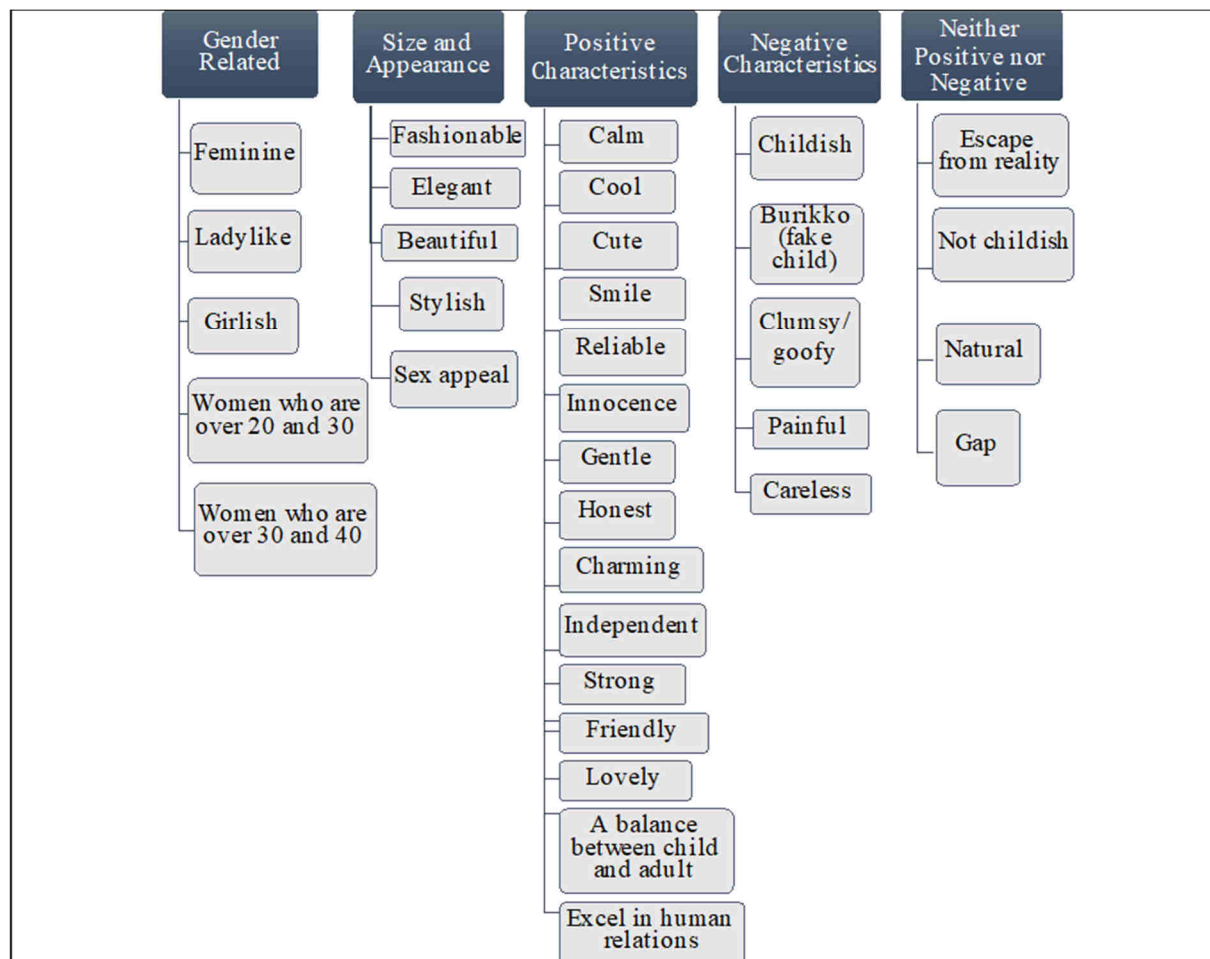 Gender
Related
Feminine
Ladylike
Girlish
Women who are
over 20 and 30
Women who are
over 30 and 40
Size and
Appearance
Fashionable
Elegant
Beautiful
Stylish
Sex appeal
Positive
Characteristics
Calm
Cool
Cute
Smile
Reliable
Innocence
Gentle
Honest
Charming
Independent
Strong
Friendly
Lovely
A balance
between child
and adult
Excel in human
relations
Negative
Characteristics
Childish
Burikko
(fake
child)
Clumsy/
goofy
Painful
Careless
Neither
Positive nor
Negative
Escape
from reality
Not childish
Natural
Gap